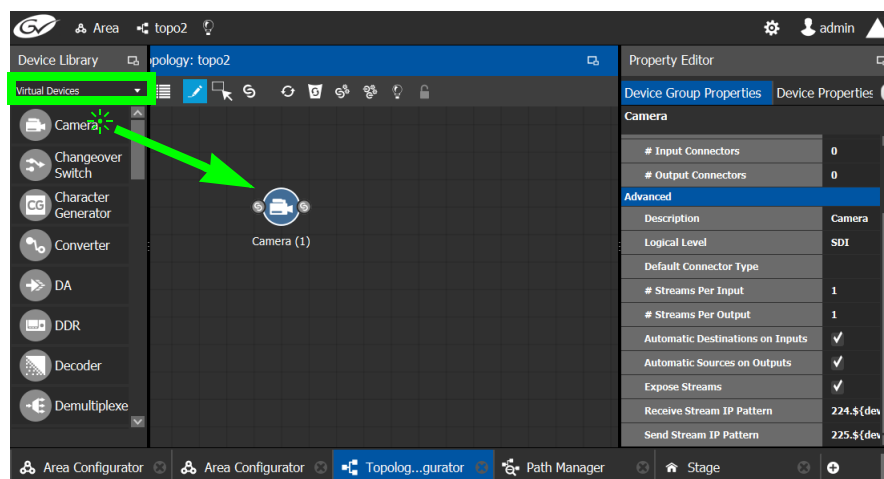 GV Area topo2 admin
Device Library
pology: topo2
Property Editor
Virtual Devices
Device Group Properties Device Properties
Camera
Camera
Changeover
Switch
Character
Generator
CG
Converter
DA
DDR
Decoder
Demultiplexe
Camera (1)
# Input Connectors 0
# Output Connectors 0
Advanced
Description Camera
Logical Level SDI
Default Connector Type
# Streams Per Input 1
# Streams Per Output 1
Automatic Destinations on Inputs
Automatic Sources on Outputs
Expose Streams
Receive Stream IP Pattern 224.${dev
Send Stream IP Pattern 225.${dev
Area Configurator Area Configurator Topolog...gurator Path Manager Stage